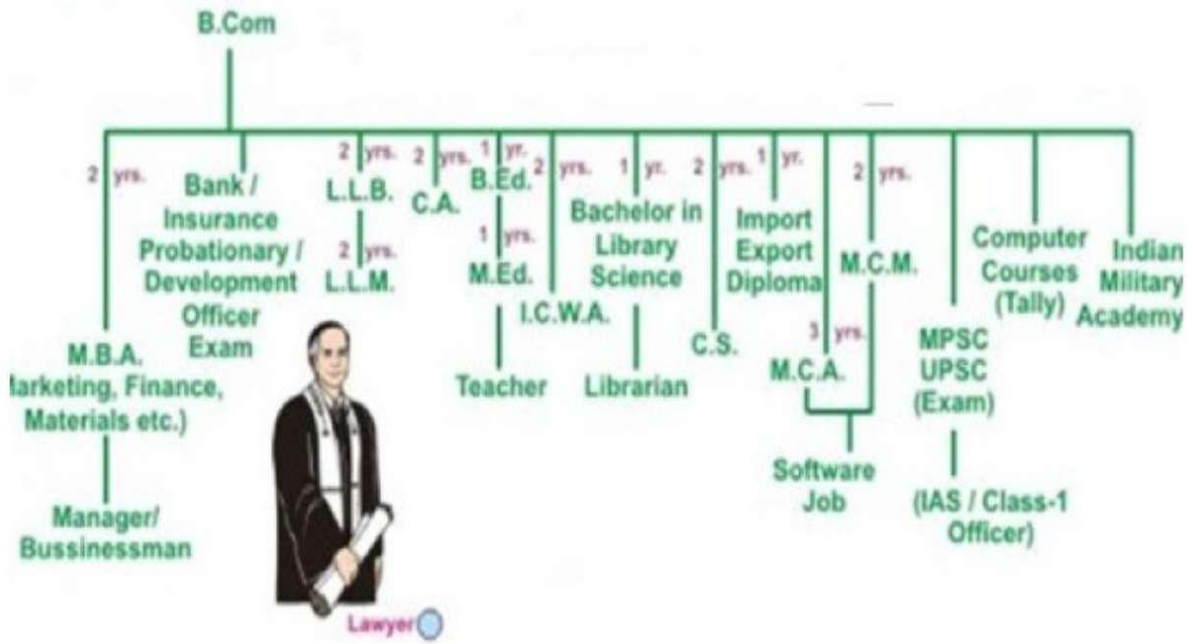 B.Com
2 yrs.
Bank /
Insurance
Probationary /
Development
Officer
Exam
2 yrs.
L.L.B.
2 yrs.
L.L.M.
2 yrs.
C.A.
1 yr.
B.Ed.
1 yrs.
M.Ed.
Teacher
2 yrs.
I.C.W.A.
1 yr.
Bachelor in
Library
Science
Librarian
2 yrs.
C.S.
1 yr.
Import
Export
Diploma
3 yrs.
M.C.A.
2 yrs.
M.C.M.
Software
Job
MPSC
UPSC
(Exam)
(IAS / Class-1
Officer)
Computer
Courses
(Tally)
Indian
Military
Academy
M.B.A.
arketing, Finance,
Materials etc.)
Manager/
Bussinessman
Lawyer